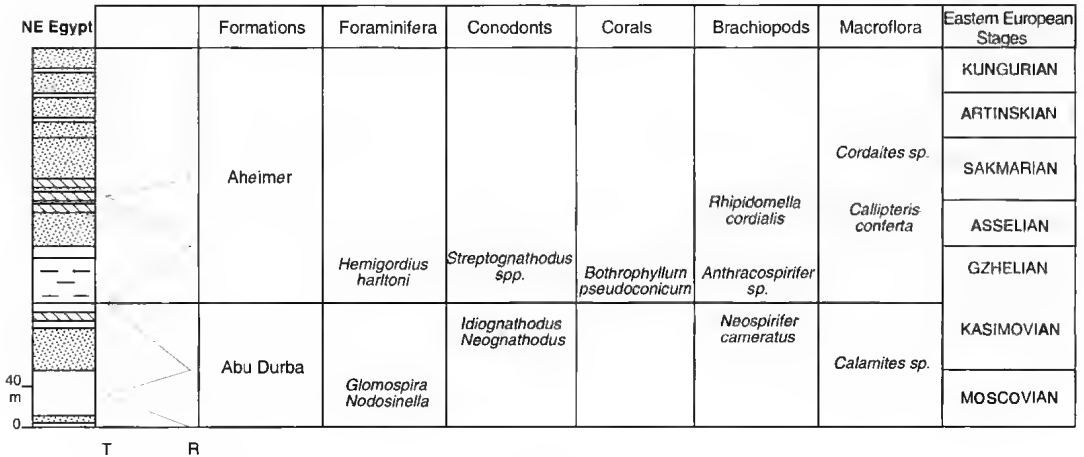 NE Egypt
Formations
Foraminifera
Conodonts
Corals
Brachiopods
Macroflora
Eastern European
Stages
KUNGURIAN
ARTINSKIAN
Cordaites sp.
SAKMARIAN
Aheimer
Rhipidomella
cordialis
Callipteris
conferta
ASSELIAN
Hemigordius
harltoni
Streptognathodus
spp.
Bothrophyllum
pseudoconicum
Anthracospirifer
sp.
GZHELIAN
Idiognathodus
Neognathodus
Neospirifer
cameratus
KASIMOVIAN
Abu Durba
Calamites sp.
40
m
Glomospira
Nodosinella
MOSCOVIAN
0
T
R